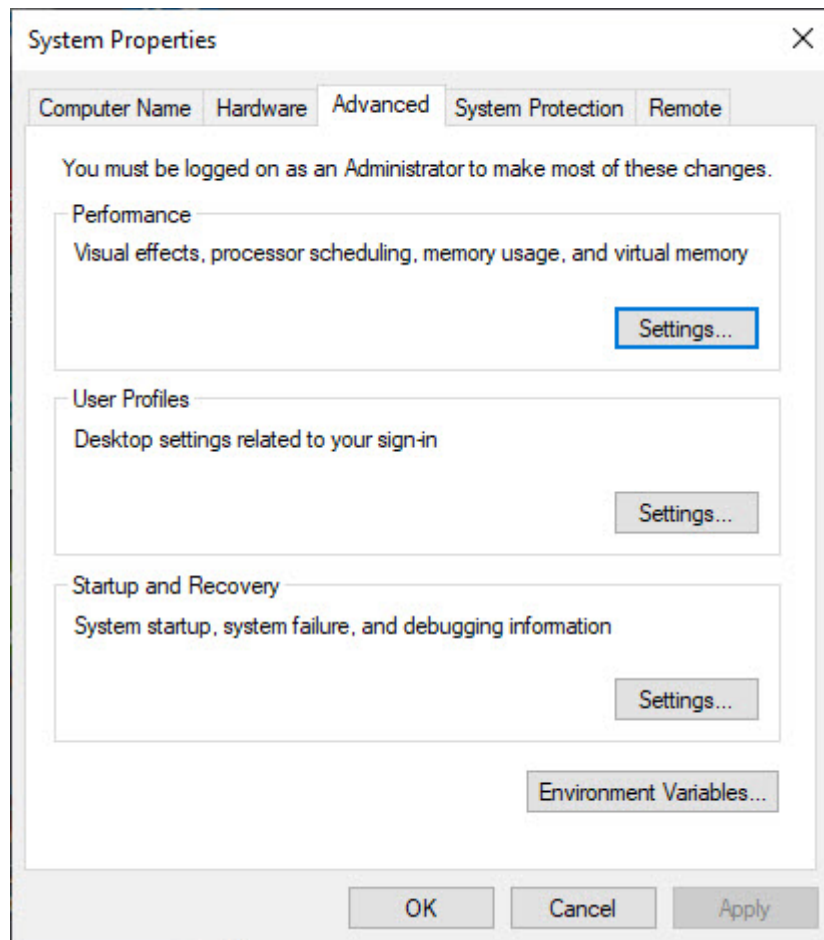 System Properties
Computer Name Hardware Advanced System Protection Remote
You must be logged on as an Administrator to make most of these changes.
Performance
Visual effects, processor scheduling, memory usage, and virtual memory
Settings...
User Profiles
Desktop settings related to your sign-in
Settings...
Startup and Recovery
System startup, system failure, and debugging information
Settings...
Environment Variables...
OK Cancel Apply